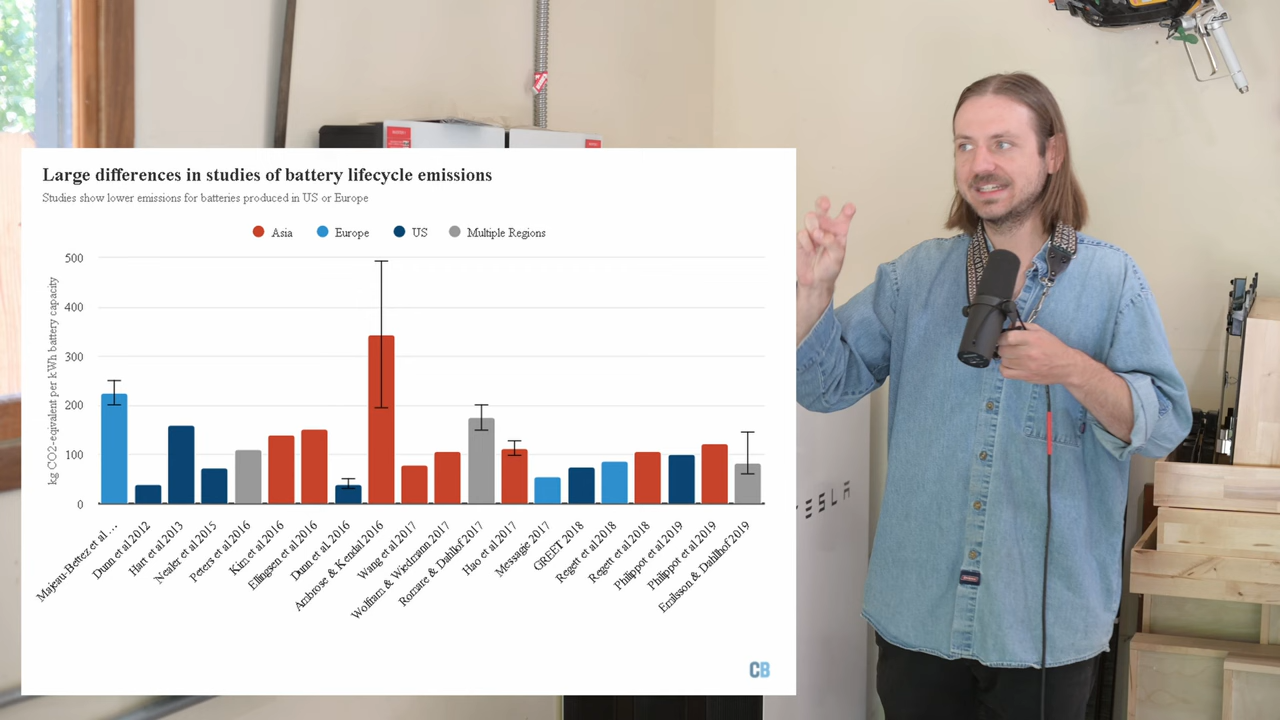 Large differences in studies of battery lifecycle emissions
Studies show lower emissions for batteries produced in US or Europe
Asia
Europe
US
Multiple Regions
kg CO2-eqivalent per kWh battery capacity
500
400
300
200
100
0
Majeau-Bettez et al…
Dunn et al 2012
Hart et al 2013
Nealer et al 2015
Peters et al 2016
Kim et al 2016
Ellingsen et al 2016
Dunn et al. 2016
Ambrose & Kendal 2016
Wang et al 2017
Wolfram & Wiedmann 2017
Romare & Dalllof 2017
Hao et al 2017
Message 2017
GREET 2018
Regett et al 2018
Regett et al 2018
Philippot et al 2019
Philippot et al 2019
Emilsson & Dahllhof 2019
CB
TESLA